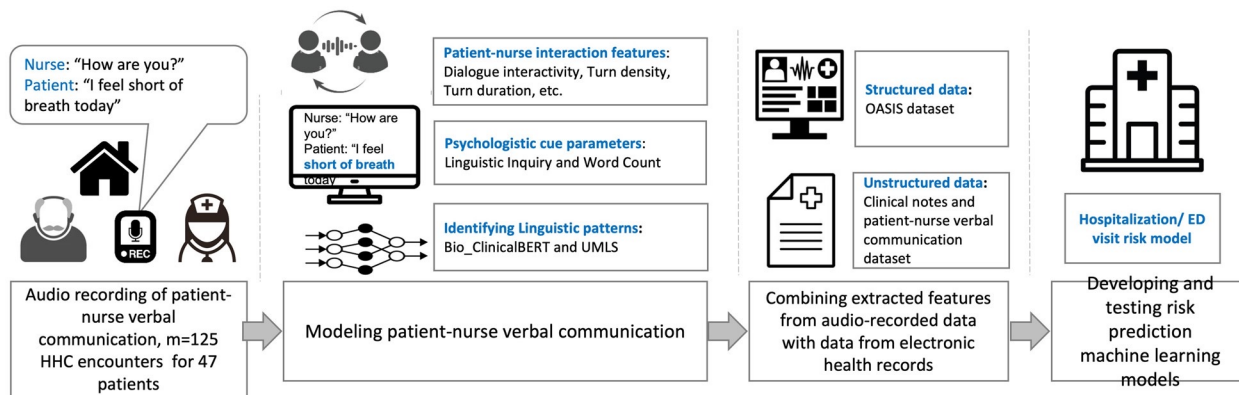 Nurse: “How are you?”
Patient: “I feel short of
breath today”
REC
Audio recording of patient-
nurse verbal
communication, m=125
HHC encounters for 47
patients
Patient-nurse interaction features:
Dialogue interactivity, Turn density,
Turn duration, etc.
Nurse: “How are
you?”
Patient: “I feel
short of breath
today
Psychologistic cue parameters:
Linguistic Inquiry and Word Count
Identifying Linguistic patterns:
Bio_ClinicalBERT and UMLS
Modeling patient-nurse verbal communication
Structured data:
OASIS dataset
Unstructured data:
Clinical notes and
patient-nurse verbal
communication
dataset
Combining extracted features
from audio-recorded data
with data from electronic
health records
Hospitalization/ ED
visit risk model
Developing and
testing risk
prediction
machine learning
models